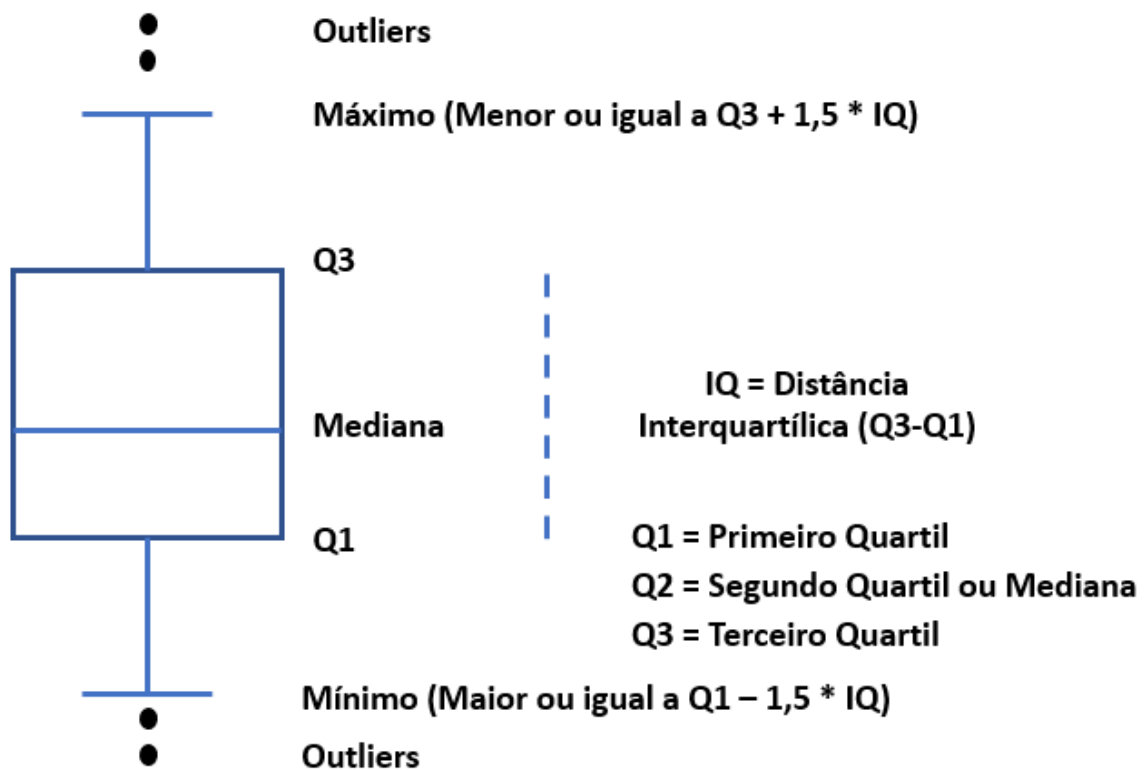 Outliers
Máximo (Menor ou igual a Q3 + 1,5 * IQ)
Q3
IQ = Distância
Interquartílica (Q3-Q1)
Mediana
Q1
Q1 = Primeiro Quartil
Q2 = Segundo Quartil ou Mediana
Q3 = Terceiro Quartil
Mínimo (Maior ou igual a Q1 – 1,5 * IQ)
Outliers